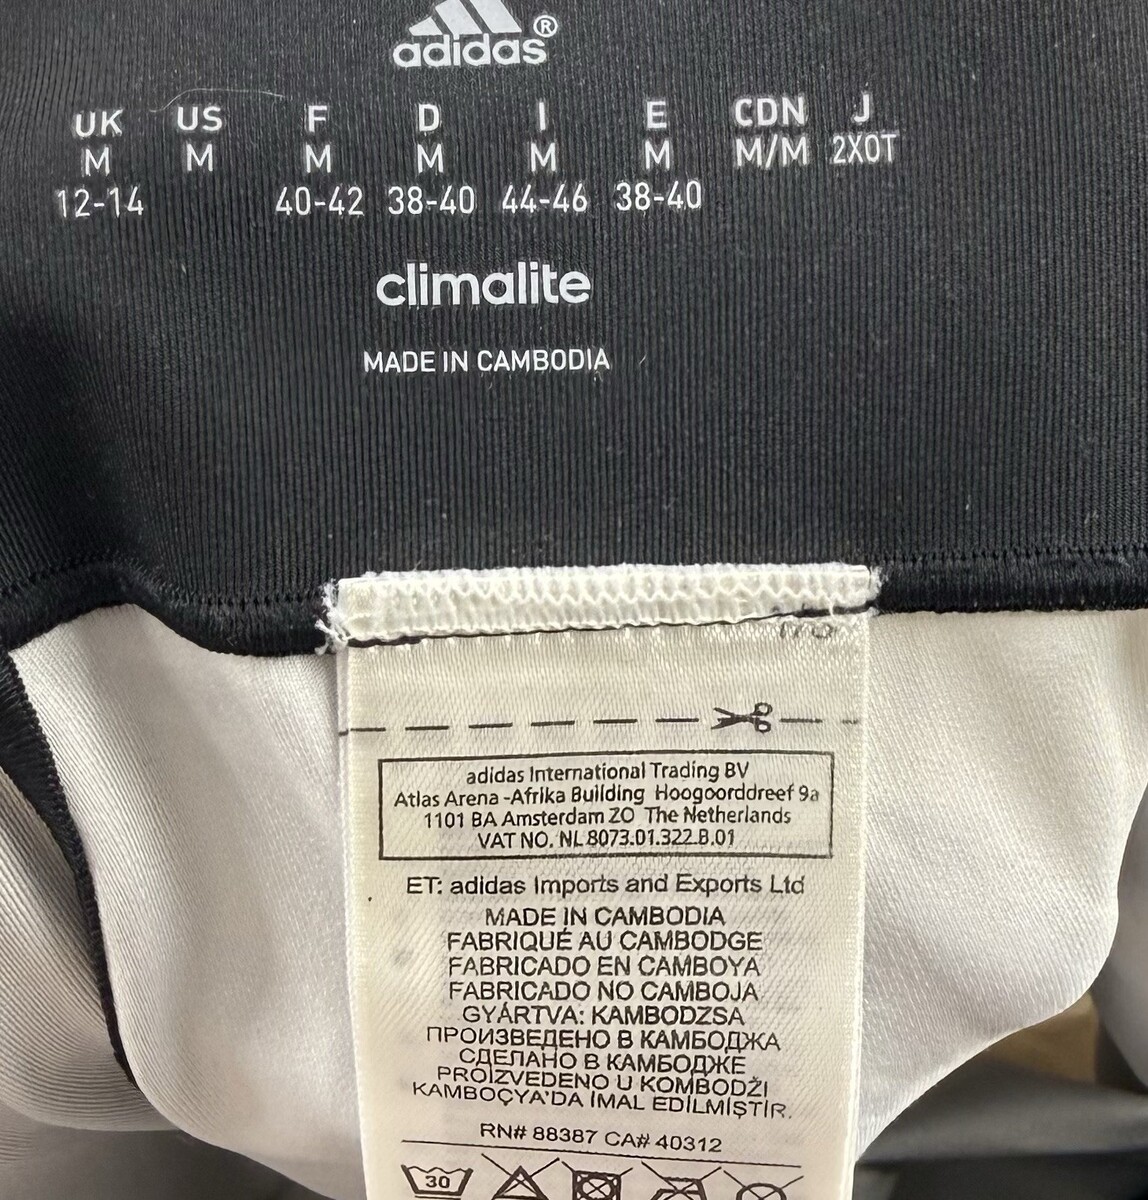 adidas®
UK US F D I E CDN J
M M M M M M M/M 2XOT
12-14 40-42 38-40 44-46 38-40
climalite
MADE IN CAMBODIA
adidas International Trading BV
Atlas Arena -Afrika Building Hoogoorddreef 9a
1101 BA Amsterdam ZO The Netherlands
VAT NO. NL 8073.01.322.B.01
ET: adidas Imports and Exports Ltd
MADE IN CAMBODIA
FABRIQUÉ AU CAMBODGE
FABRICADO EN CAMBOYA
FABRICADO NO CAMBOJA
GYÁRTVA: KAMBODZSA
ПРОИЗВЕДЕНО В КАМБОДЖА
СДЕЛАНО В КАМБОДЖЕ
PROIZVEDENO U KOMBODŽI
KAMBOÇYA'DA İMAL EDİLMİŞTİR.
RN# 88387 CA# 40312
30